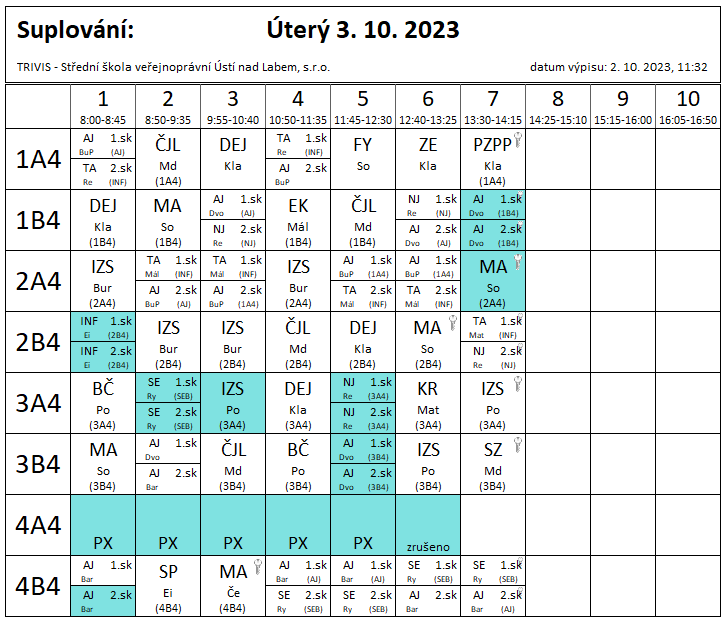 Suplování: Úterý 3. 10. 2023
TRIVIS - Střední škola veřejnoprávní Ústí nad Labem, s.r.o. datum výpisu: 2. 10. 2023, 11:32
1 2 3 4 5 6 7 8 9 10
8:00-8:45 8:50-9:35 9:55-10:40 10:50-11:35 11:45-12:30 12:40-13:25 13:30-14:15 14:25-15:10 15:15-16:00 16:05-16:50
1A4
AJ 1.sk
BuP (AJ)
TA 2.sk
Re (INF)
ČJL
Md
(1A4)
DEJ
Kla
TA 1.sk
Re (INF)
AJ 2.sk
BuP
FY
So
ZE
Kla
PZPP
Kla
(1A4)
1B4
DEJ
Kla
(1B4)
MA
So
(1B4)
AJ 1.sk
Dvo (AJ)
NJ 2.sk
Re (NJ)
EK
Mál
(1B4)
ČJL
Md
(1B4)
NJ 1.sk
Re (NJ)
AJ 2.sk
Dvo (AJ)
AJ 1.sk
Dvo (1B4)
AJ 2.sk
Dvo (1B4)
2A4
IZS
Bur
(2A4)
TA 1.sk
Mál (INF)
AJ 2.sk
BuP (AJ)
TA 1.sk
Mál (INF)
AJ 2.sk
BuP (1A4)
IZS
Bur
(2A4)
AJ 1.sk
BuP (1A4)
TA 2.sk
Mál (INF)
AJ 1.sk
BuP (1A4)
TA 2.sk
Mál (INF)
MA
So
(2A4)
2B4
INF 1.sk
Ei (2B4)
INF 2.sk
Ei (2B4)
IZS
Bur
(2B4)
IZS
Bur
(2B4)
ČJL
Md
(2B4)
DEJ
Kla
(2B4)
MA
So
(2B4)
TA 1.sk
Mat (INF)
NJ 2.sk
Re (NJ)
3A4
BČ
Po
(3A4)
SE 1.sk
Ry (SEB)
SE 2.sk
Ry (SEB)
IZS
Po
(3A4)
DEJ
Kla
(3A4)
NJ 1.sk
Re (3A4)
NJ 2.sk
Re (3A4)
KR
Mat
(3A4)
IZS
Po
(3A4)
3B4
MA
So
(3B4)
AJ 1.sk
Dvo
AJ 2.sk
Bar
ČJL
Md
(3B4)
BČ
Po
(3B4)
AJ 1.sk
Dvo (3B4)
AJ 2.sk
Dvo (3B4)
IZS
Po
(3B4)
SZ
Md
(3B4)
4A4
PX
PX
PX
PX
PX
zrušeno
4B4
AJ 1.sk
Bar
AJ 2.sk
Bar
SP
Ei
(4B4)
MA
Če
(4B4)
AJ 1.sk
Bar (AJ)
SE 2.sk
Ry (SEB)
AJ 1.sk
Bar (AJ)
SE 2.sk
Ry (SEB)
SE 1.sk
Ry (SEB)
AJ 2.sk
Bar
SE 1.sk
Ry (SEB)
AJ 2.sk
Bar (AJ)